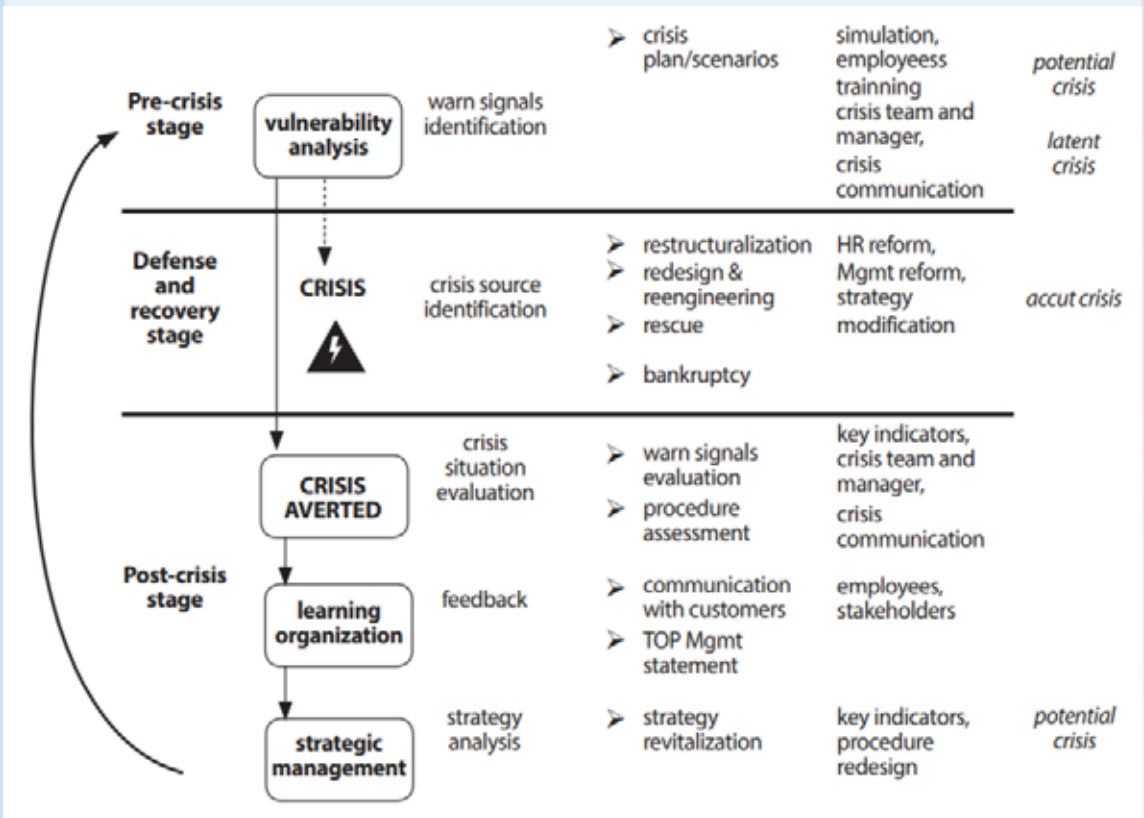 Pre-crisis
stage
vulnerability
analysis
warn signals
identification
➢ crisis
plan/scenarios
simulation,
employeess
trainning
crisis team and
manager,
crisis
communication
potential
crisis
latent
crisis
Defense
and
recovery
stage
CRISIS
crisis source
identification
➢ restructuralization
➢ redesign &
reengineering
➢ rescue
➢ bankruptcy
HR reform,
Mgmt reform,
strategy
modification
accut crisis
Post-crisis
stage
CRISIS
AVERTED
crisis
situation
evaluation
➢ warn signals
evaluation
➢ procedure
assessment
key indicators,
crisis team and
manager,
crisis
communication
learning
organization
feedback
➢ communication
with customers
➢ TOP Mgmt
statement
employees,
stakeholders
strategic
management
strategy
analysis
➢ strategy
revitalization
key indicators,
procedure
redesign
potential
crisis